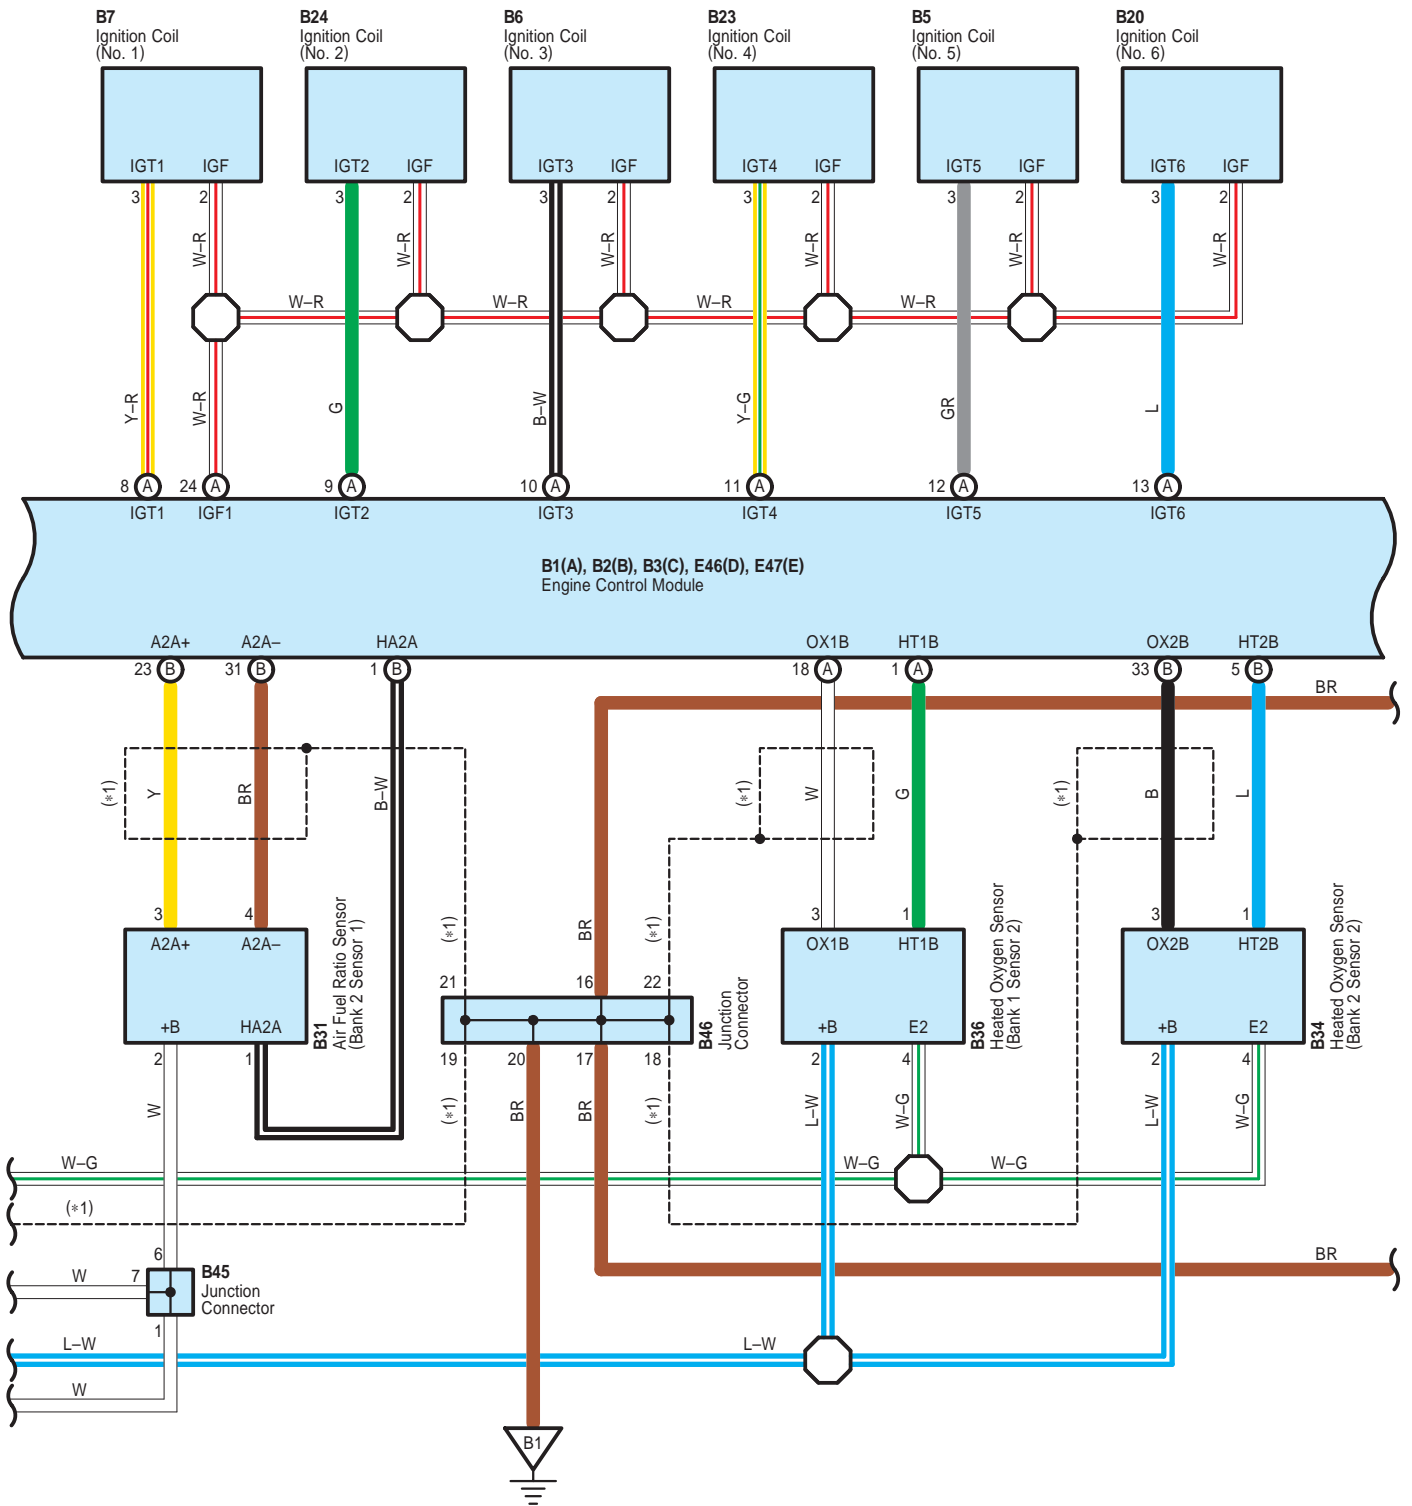 B7
Ignition Coil
(No. 1)
B24
Ignition Coil
(No. 2)
B6
Ignition Coil
(No. 3)
B23
Ignition Coil
(No. 4)
B5
Ignition Coil
(No. 5)
B20
Ignition Coil
(No. 6)
IGT1 IGF IGT2 IGF IGT3 IGF IGT4 IGF IGT5 IGF IGT6 IGF
3 2 3 2 3 2 3 2 3 2 3 2
W–R W–R W–R W–R W–R W–R
W–R W–R W–R W–R
Y–R W–R G B–W Y–G GR L
8 A 24 A 9 A 10 A 11 A 12 A 13 A
IGT1 IGF1 IGT2 IGT3 IGT4 IGT5 IGT6
B1(A), B2(B), B3(C), E46(D), E47(E)
Engine Control Module
A2A+ A2A– HA2A OX1B HT1B OX2B HT2B
23 B 31 B 1 B 18 A 1 A 33 B 5 B
BR
(*1) Y BR B–W (*1) W G (*1) B L
3 4 (*1) BR (*1) 3 1 3 1
A2A+ A2A– OX1B HT1B OX2B HT2B
21 16 22
+B HA2A +B E2 +B E2
B31
Air Fuel Ratio Sensor
(Bank 2 Sensor 1)
B46
Junction
Connector
B36
Heated Oxygen Sensor
(Bank 1 Sensor 2)
B34
Heated Oxygen Sensor
(Bank 2 Sensor 2)
2 1 19 20 17 18 2 4 2 4
W (*1) BR BR (*1) L–W W–G L–W W–G
W–G W–G W–G
(*1)
6
BR
W 7
B45
Junction
Connector
1
L–W L–W
W
B1